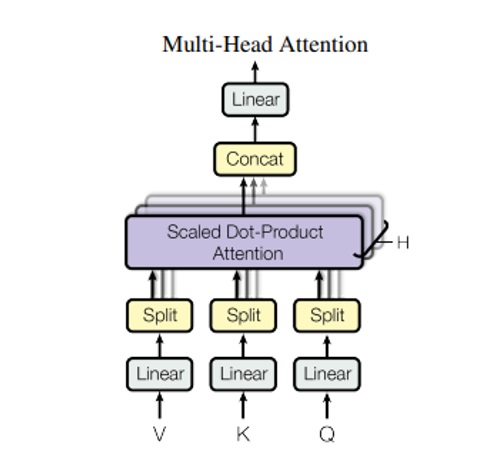 Multi-Head Attention
Linear
Concat
Scaled Dot-Product
Attention
H
Split Split Split
Linear Linear Linear
V K Q